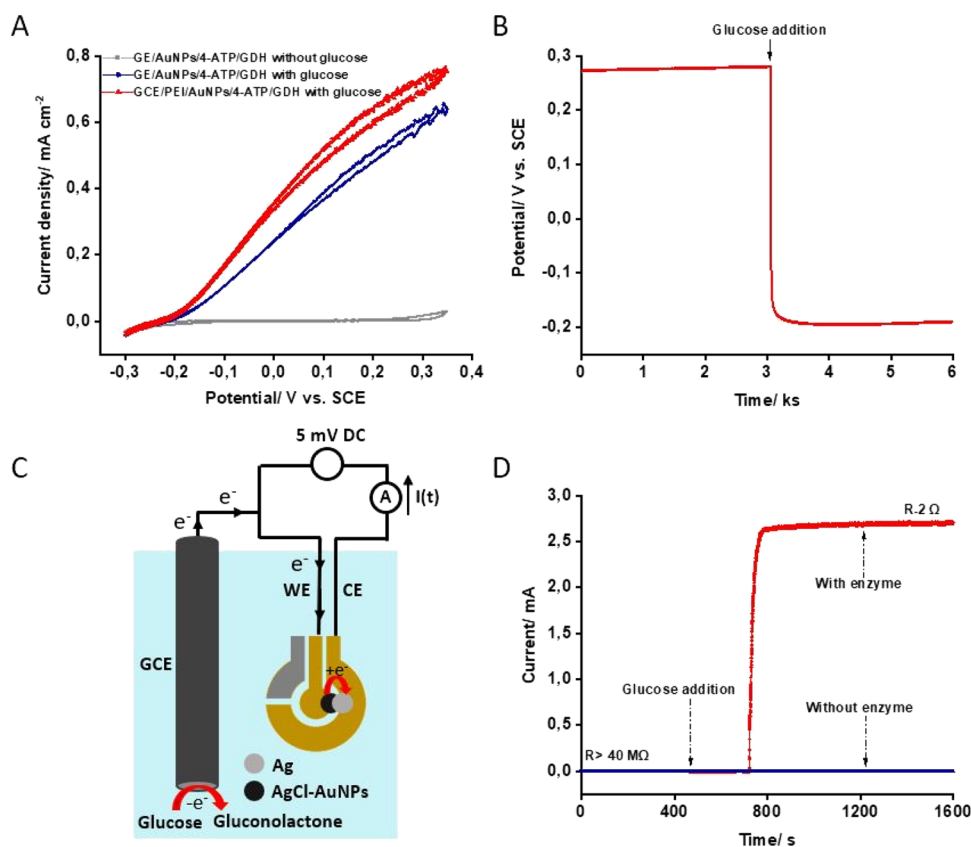 A
GE/AuNPs/4-ATP/GDH without glucose
GE/AuNPs/4-ATP/GDH with glucose
GCE/PEI/AuNPs/4-ATP/GDH with glucose
Current density/ mA cm⁻²
0,8
0,6
0,4
0,2
0,0
-0,3 -0,2 -0,1 0,0 0,1 0,2 0,3 0,4
Potential/ V vs. SCE
B
Glucose addition
Potential/ V vs. SCE
0,3
0,2
0,1
0,0
-0,1
-0,2
0 1 2 3 4 5 6
Time/ ks
C
5 mV DC
A
I(t)
e⁻
e⁻
e⁻
WE
CE
GCE
+e⁻
Ag
AgCl-AuNPs
-e⁻
Glucose
Gluconolactone
D
Current/ mA
3,0
2,5
2,0
1,5
1,0
0,5
0,0
R-2 Ω
With enzyme
Glucose addition
Without enzyme
R> 40 MΩ
0 400 800 1200 1600
Time/ s